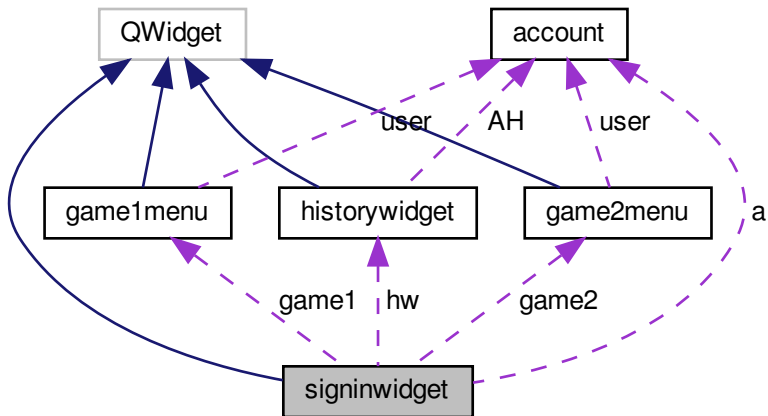 QWidget
account
user
AH
user
game1menu
historywidget
game2menu
a
game1
hw
game2
signinwidget